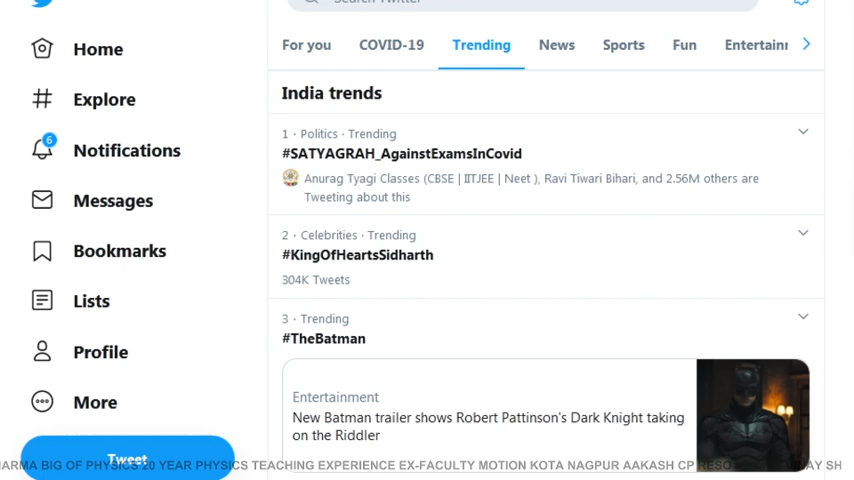 Search Twitter
Home
Explore
6
Notifications
Messages
Bookmarks
Lists
Profile
More
Tweet
For you COVID-19 Trending News Sports Fun
India trends
1 · Politics · Trending
#SATYAGRAH_AgainstExamsInCovid
Anurag Tyagi Classes (CBSE | IITJEE | Neet ), Ravi Tiwari Bihari, and 2.56M others are
Tweeting about this
2 · Celebrities · Trending
#KingOfHeartsSidharth
304K Tweets
3 · Trending
#TheBatman
Entertainment
New Batman trailer shows Robert Pattinson's Dark Knight taking
on the Riddler
BIG OF PHYSICS 20 YEAR PHYSICS TEACHING EXPERIENCE EX-FACULTY MOTION KOTA NAGPUR AAKASH CP